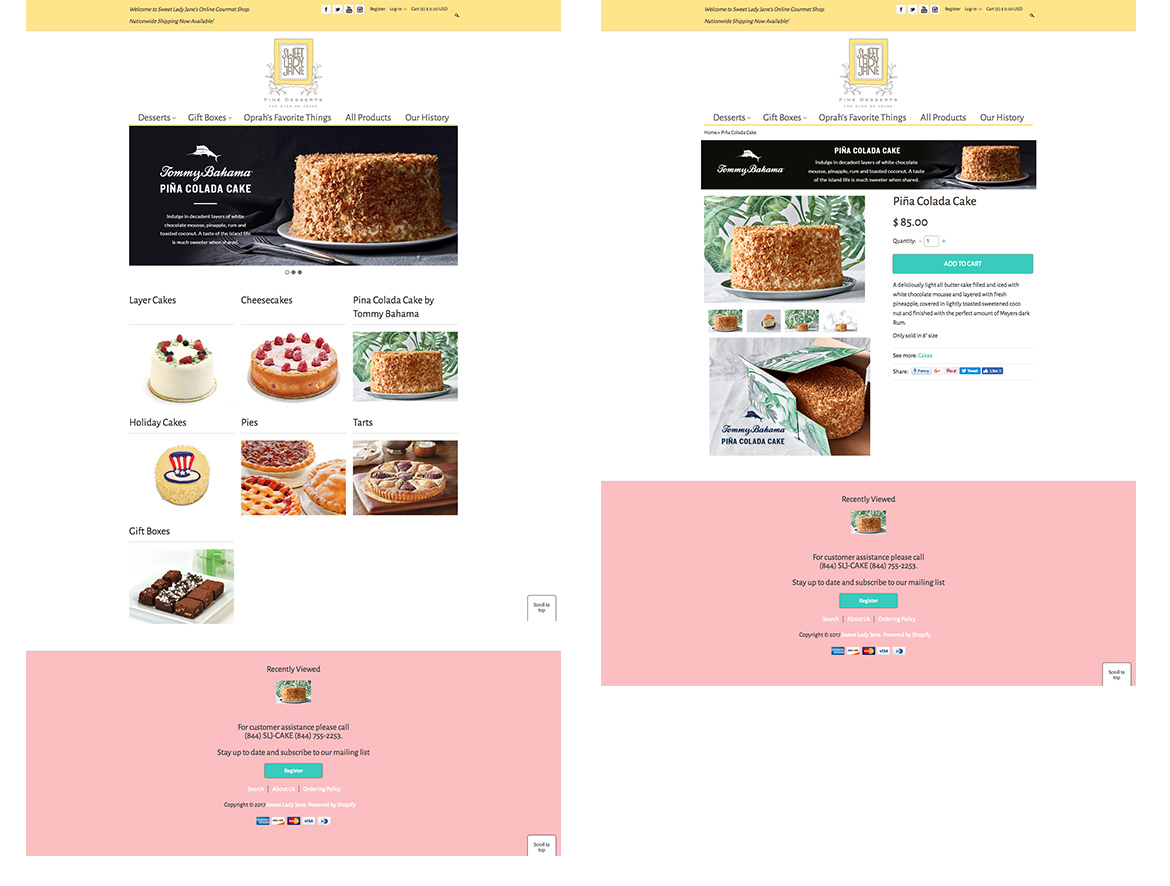 Welcome to Sweet Lady Jane's Online Gourmet Shop.
Nationwide Shipping Now Available!
Register Log-in Cart (0) $ 0.00 USD
SWEET
LADY
JANE
FINE DESSERTS
FOR OVER 25 YEARS
Desserts Gift Boxes Oprah's Favorite Things All Products Our History
Tommy Bahama
PIÑA COLADA CAKE
Indulge in decadent layers of white
chocolate mousse, pineapple, rum and
toasted coconut. A taste of the island life
is much sweeter when shared.
Layer Cakes
Cheesecakes
Pina Colada Cake by
Tommy Bahama
Holiday Cakes
Pies
Tarts
Gift Boxes
Scroll to
top
Recently Viewed
For customer assistance please call
(844) SLJ-CAKE (844) 755-2253.
Stay up to date and subscribe to our mailing list
Register
Search | About Us | Ordering Policy
Copyright © 2017 Sweet Lady Jane. Powered by Shopify
VISA
Scroll to
top
Welcome to Sweet Lady Jane's Online Gourmet Shop.
Nationwide Shipping Now Available!
Register Log-in Cart (0) $ 0.00 USD
SWEET
LADY
JANE
FINE DESSERTS
FOR OVER 25 YEARS
Desserts Gift Boxes Oprah's Favorite Things All Products Our History
Home » Piña Colada Cake
Tommy Bahama
PIÑA COLADA CAKE
Indulge in decadent layers of white chocolate
mousse, pineapple, rum and toasted coconut. A taste
of the island life is much sweeter when shared.
Piña Colada Cake
$ 85.00
Quantity: - 1 +
ADD TO CART
A deliciously light all butter cake filled and iced with
white chocolate mousse and layered with fresh
pineapple, covered in lightly toasted sweetened coco
nut and finished with the perfect amount of Meyers dark
Rum.
Only sold in 8" size
See more: Cakes
Share: Fancy G+ Pin it Tweet Like
Tommy Bahama
PIÑA COLADA CAKE
Recently Viewed
For customer assistance please call
(844) SLJ-CAKE (844) 755-2253.
Stay up to date and subscribe to our mailing list
Register
Search | About Us | Ordering Policy
Copyright © 2017 Sweet Lady Jane. Powered by Shopify
VISA
Scroll to
top